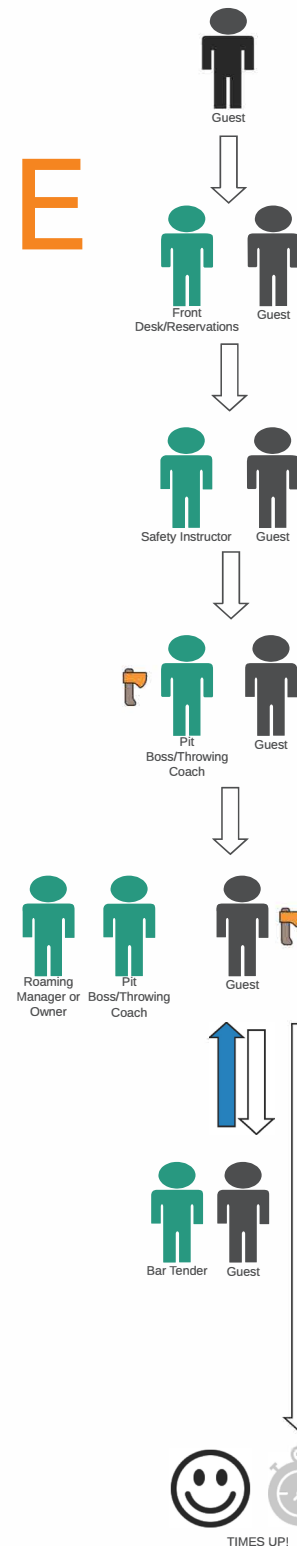 Guest
E
Front
Desk/Reservations
Guest
Safety Instructor
Guest
Pit
Boss/Throwing
Coach
Guest
Roaming
Manager or
Owner
Pit
Boss/Throwing
Coach
Guest
Bar Tender
Guest
TIMES UP!